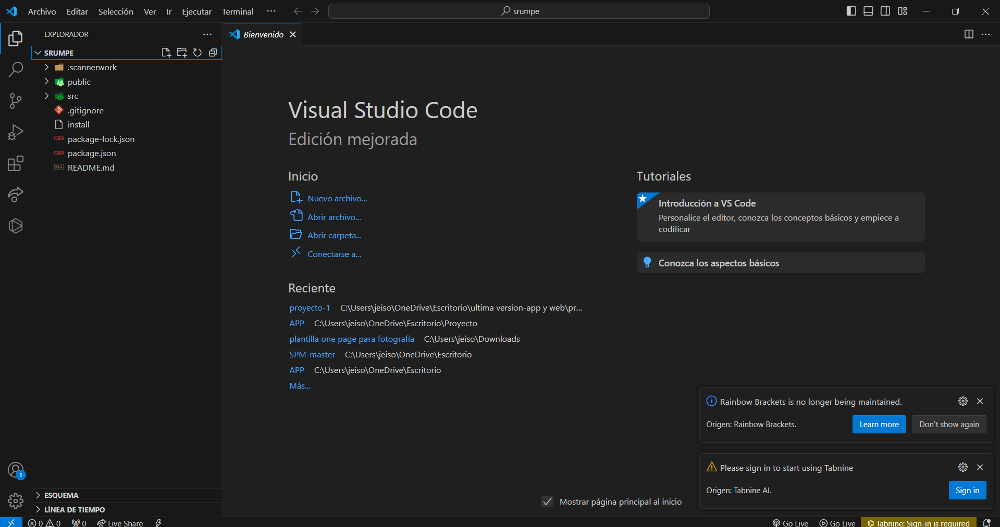 Archivo Editar Selección Ver Ir Ejecutar Terminal ··· srumpe
EXPLORADOR
Bienvenido
SRUMPE
.scannerwork
public
src
.gitignore
install
package-lock.json
package.json
README.md
Visual Studio Code
Edición mejorada
Inicio
Nuevo archivo...
Abrir archivo...
Abrir carpeta...
Conectarse a...
Reciente
proyecto-1 C:\Users\jeiso\OneDrive\Escritorio\ultima version-app y web\pr...
APP C:\Users\jeiso\OneDrive\Escritorio\Proyecto
plantilla one page para fotografía C:\Users\jeiso\Downloads
SPM-master C:\Users\jeiso\OneDrive\Escritorio
APP C:\Users\jeiso\OneDrive\Escritorio
Más...
Tutoriales
Introducción a VS Code
Personalice el editor, conozca los conceptos básicos y empiece a
codificar
Conozca los aspectos básicos
Rainbow Brackets is no longer being maintained.
Origen: Rainbow Brackets. Learn more Don't show again
Please sign in to start using Tabnine
Origen: Tabnine AI. Sign in
Mostrar página principal al inicio
1
ESQUEMA
LÍNEA DE TIEMPO
0 0 0 Live Share Go Live Go Live Tabnine: Sign-in is required